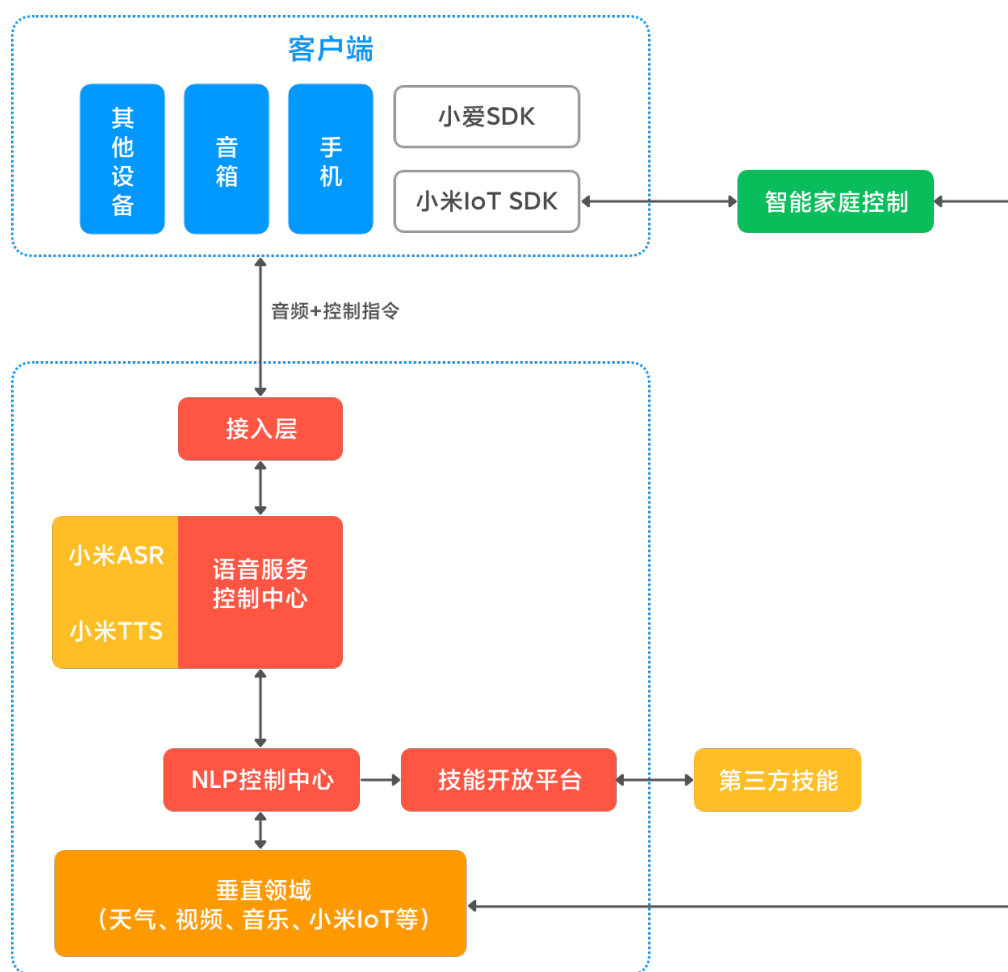 客户端
其他设备
音箱
手机
小爱SDK
小米IoT SDK
智能家庭控制
音频+控制指令
接入层
小米ASR
小米TTS
语音服务
控制中心
NLP控制中心
技能开放平台
第三方技能
垂直领域
（天气、视频、音乐、小米IoT等）